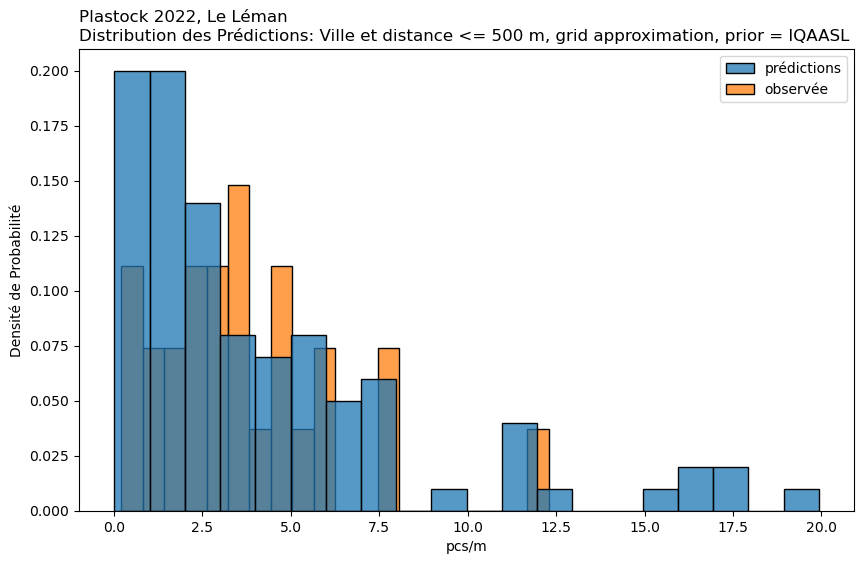 Plastock 2022, Le Léman
Distribution des Prédictions: Ville et distance <= 500 m, grid approximation, prior = IQAASL
prédictions
observée
Densité de Probabilité
0.200
0.175
0.150
0.125
0.100
0.075
0.050
0.025
0.000
0.0 2.5 5.0 7.5 10.0 12.5 15.0 17.5 20.0
pcs/m